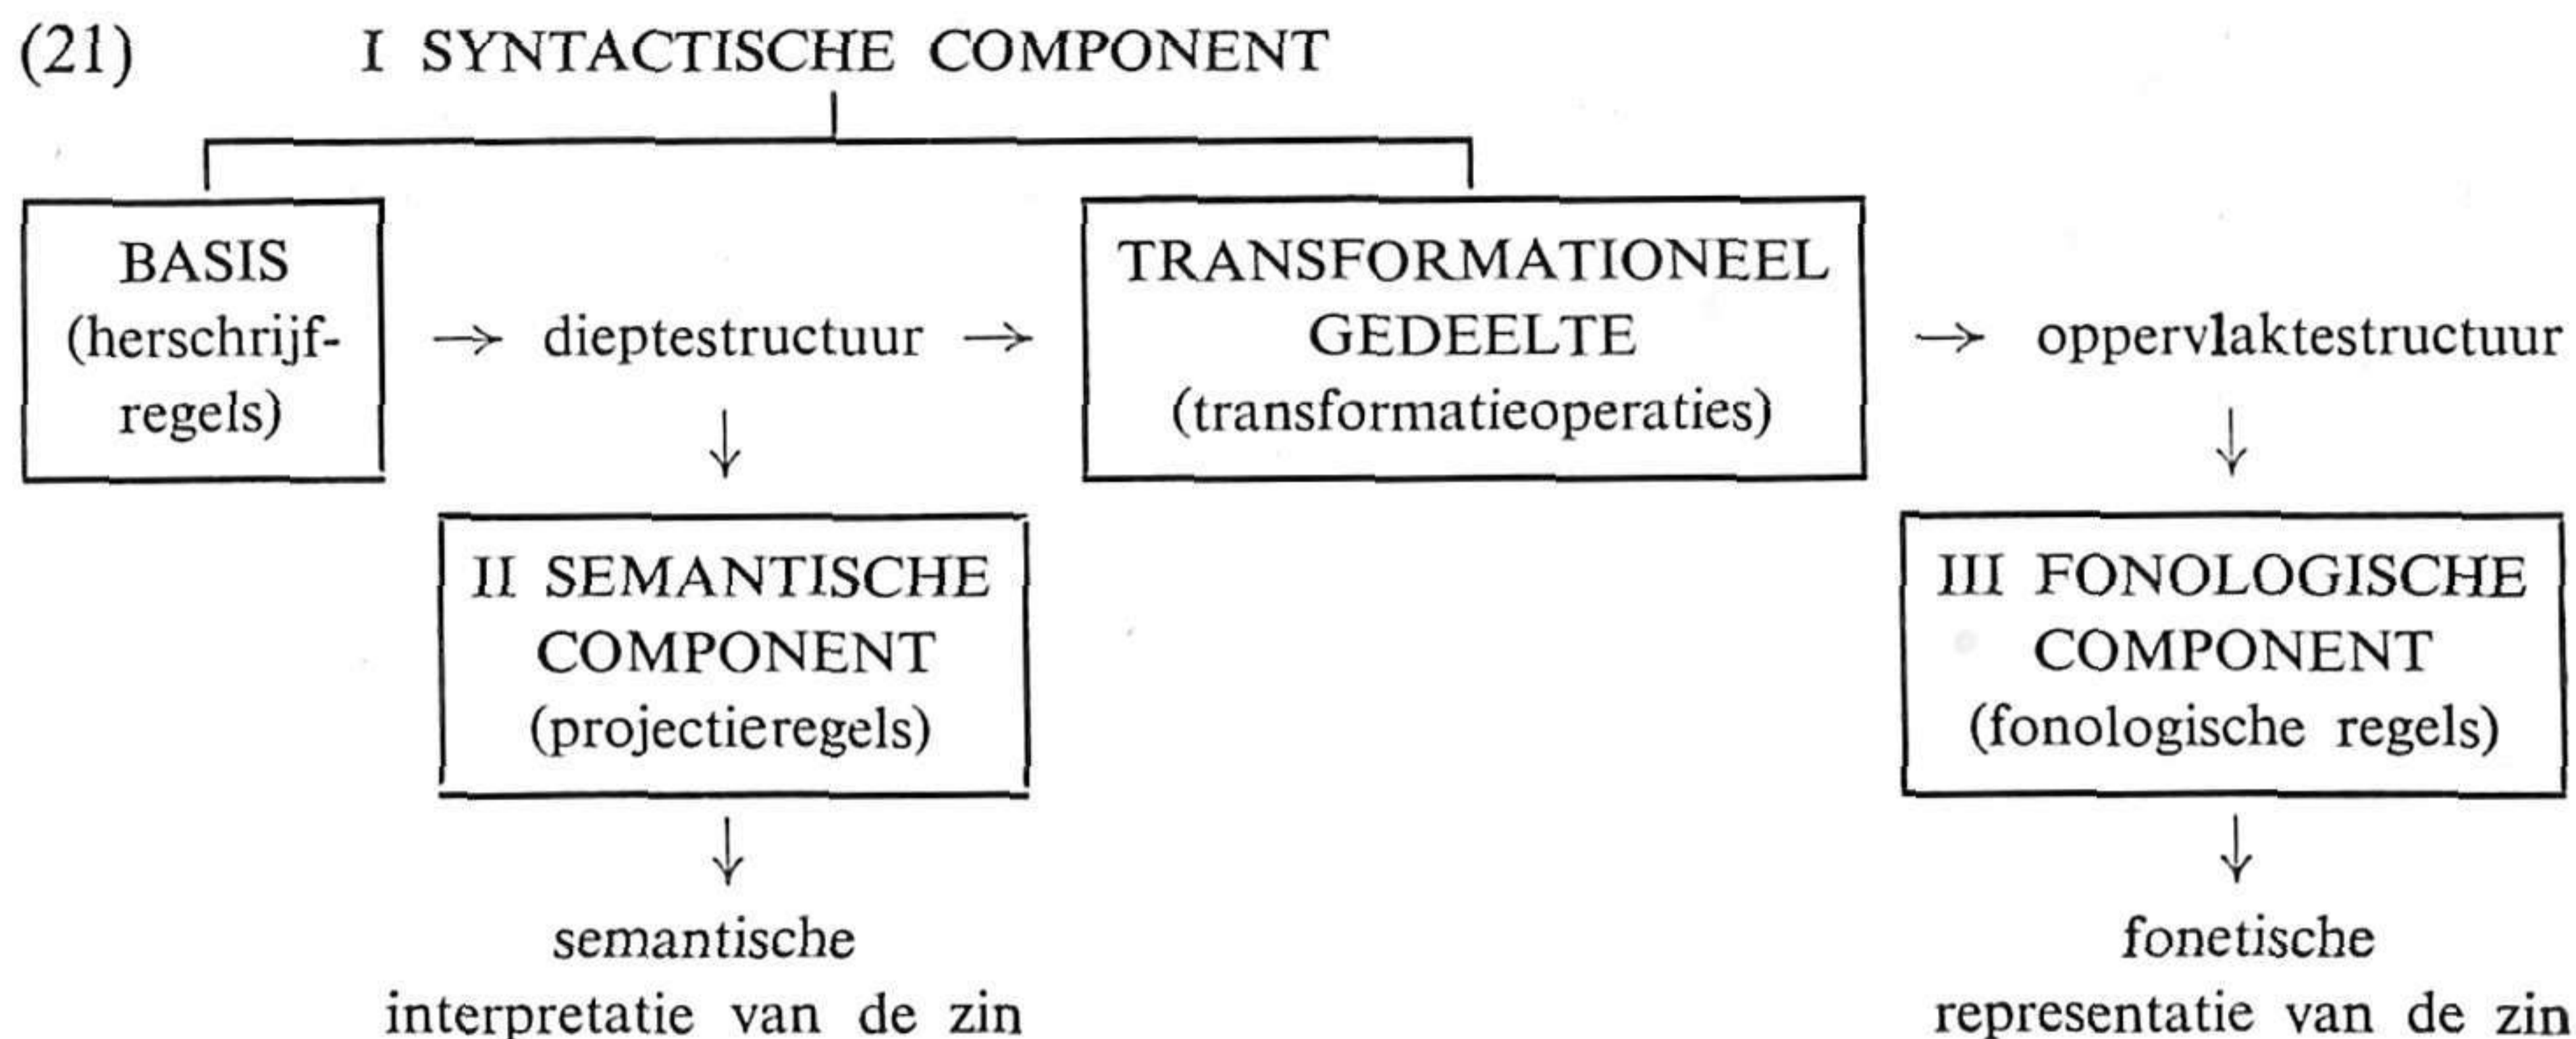 (21) I SYNTACTISCHE COMPONENT
BASIS
(herschrijf-
regels)
→ dieptestructuur →
TRANSFORMATIONEEL
GEDEELTE
(transformatieoperaties)
→ oppervlaktestructuur
↓
↓
II SEMANTISCHE
COMPONENT
(projectieregels)
III FONOLOGISCHE
COMPONENT
(fonologische regels)
↓
↓
semantische
interpretatie van de zin
fonetische
representatie van de zin